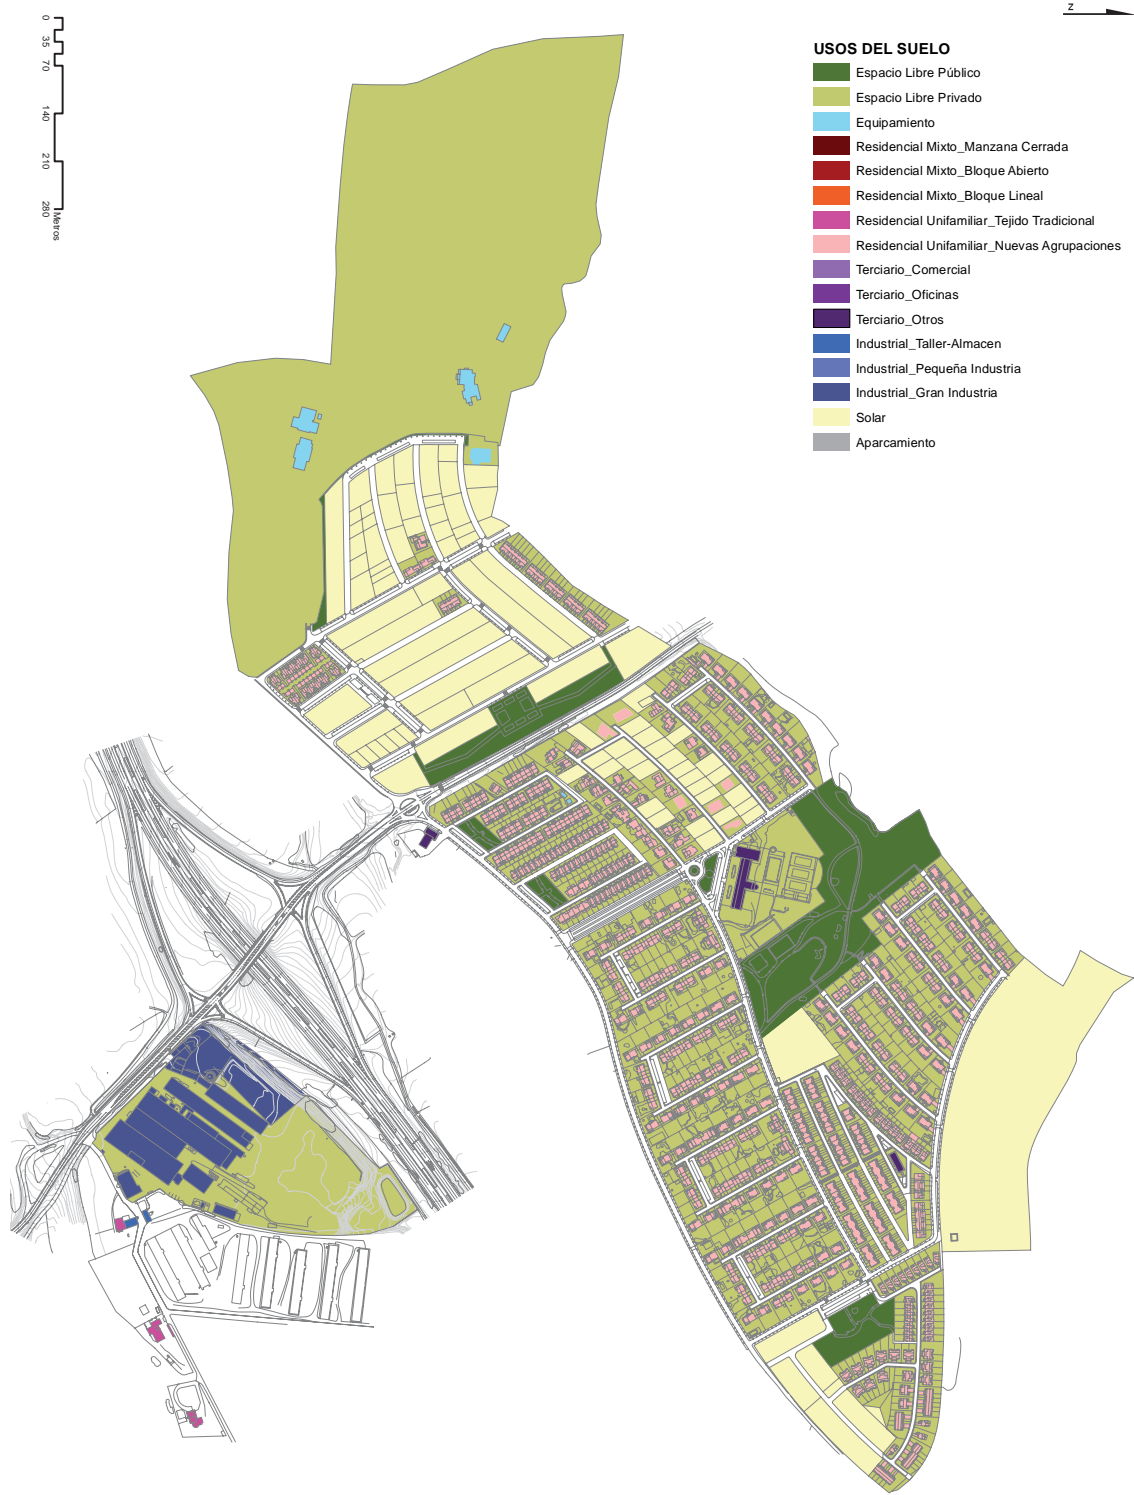 0
35
70
140
210
280
Metros
N
USOS DEL SUELO
Espacio Libre Público
Espacio Libre Privado
Equipamiento
Residencial Mixto_Manzana Cerrada
Residencial Mixto_Bloque Abierto
Residencial Mixto_Bloque Lineal
Residencial Unifamiliar_Tejido Tradicional
Residencial Unifamiliar_Nuevas Agrupaciones
Terciario_Comercial
Terciario_Oficinas
Terciario_Otros
Industrial_Taller-Almacen
Industrial_Pequeña Industria
Industrial_Gran Industria
Solar
Aparcamiento